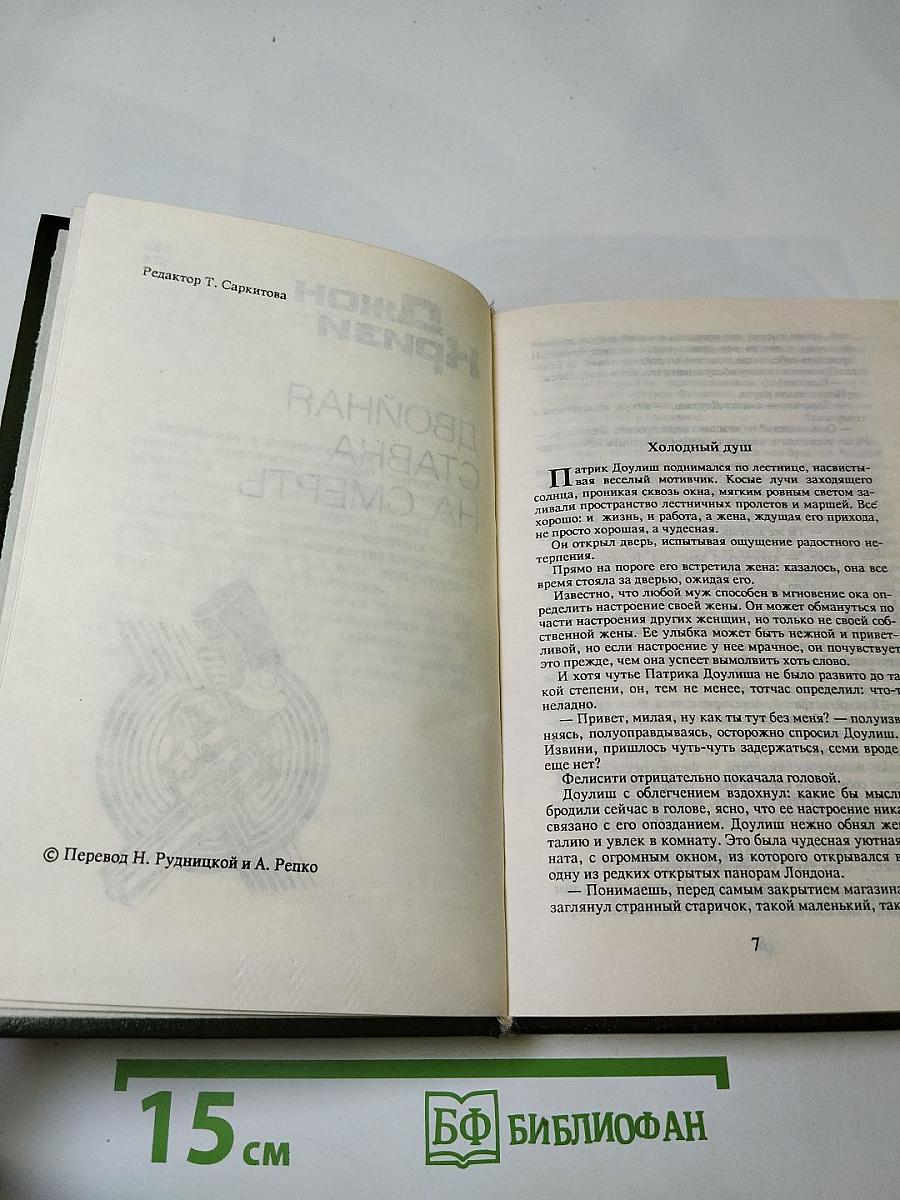 Редактор Т. Саркитова
Джон
Кризи
ДВОЙНАЯ
СТАВКА
НА СМЕРТЬ
© Перевод Н. Рудницкой и А. Репко
Холодный душ
Патрик Доулиш поднимался по лестнице, насвисты-
вая веселый мотивчик. Косые лучи заходящего
солнца, проникая сквозь окна, мягким ровным светом за-
ливали пространство лестничных пролетов и маршей. Все
хорошо: и жизнь, и работа, а жена, ждущая его прихода,
не просто хорошая, а чудесная.
Он открыл дверь, испытывая ощущение радостного не-
терпения.
Прямо на пороге его встретила жена: казалось, она все
время стояла за дверью, ожидая его.
Известно, что любой муж способен в мгновение ока оп-
ределить настроение своей жены. Он может обмануться по
части настроения других женщин, но только не своей соб-
ственной жены. Ее улыбка может быть нежной и привет-
ливой, но если настроение у нее мрачное, он почувствует
это прежде, чем она успеет вымолвить хоть слово.
И хотя чутье Патрика Доулиша не было развито до та
кой степени, он, тем не менее, тотчас определил: что-т
неладно.
— Привет, милая, ну как ты тут без меня? — полуизв
няясь, полуоправдываясь, осторожно спросил Доулиш.
Извини, пришлось чуть-чуть задержаться, семи вроде
еще нет?
Фелисити отрицательно покачала головой.
Доулиш с облегчением вздохнул: какие бы мысли
бродили сейчас в голове, ясно, что ее настроение ника
связано с его опозданием. Доулиш нежно обнял же
талию и увлек в комнату. Это была чудесная уютная
ната, с огромным окном, из которого открывался в
одну из редких открытых панорам Лондона.
— Понимаешь, перед самым закрытием магазина
заглянул странный старичок, такой маленький, так
7
15 см
БФ БИБЛИОФАН